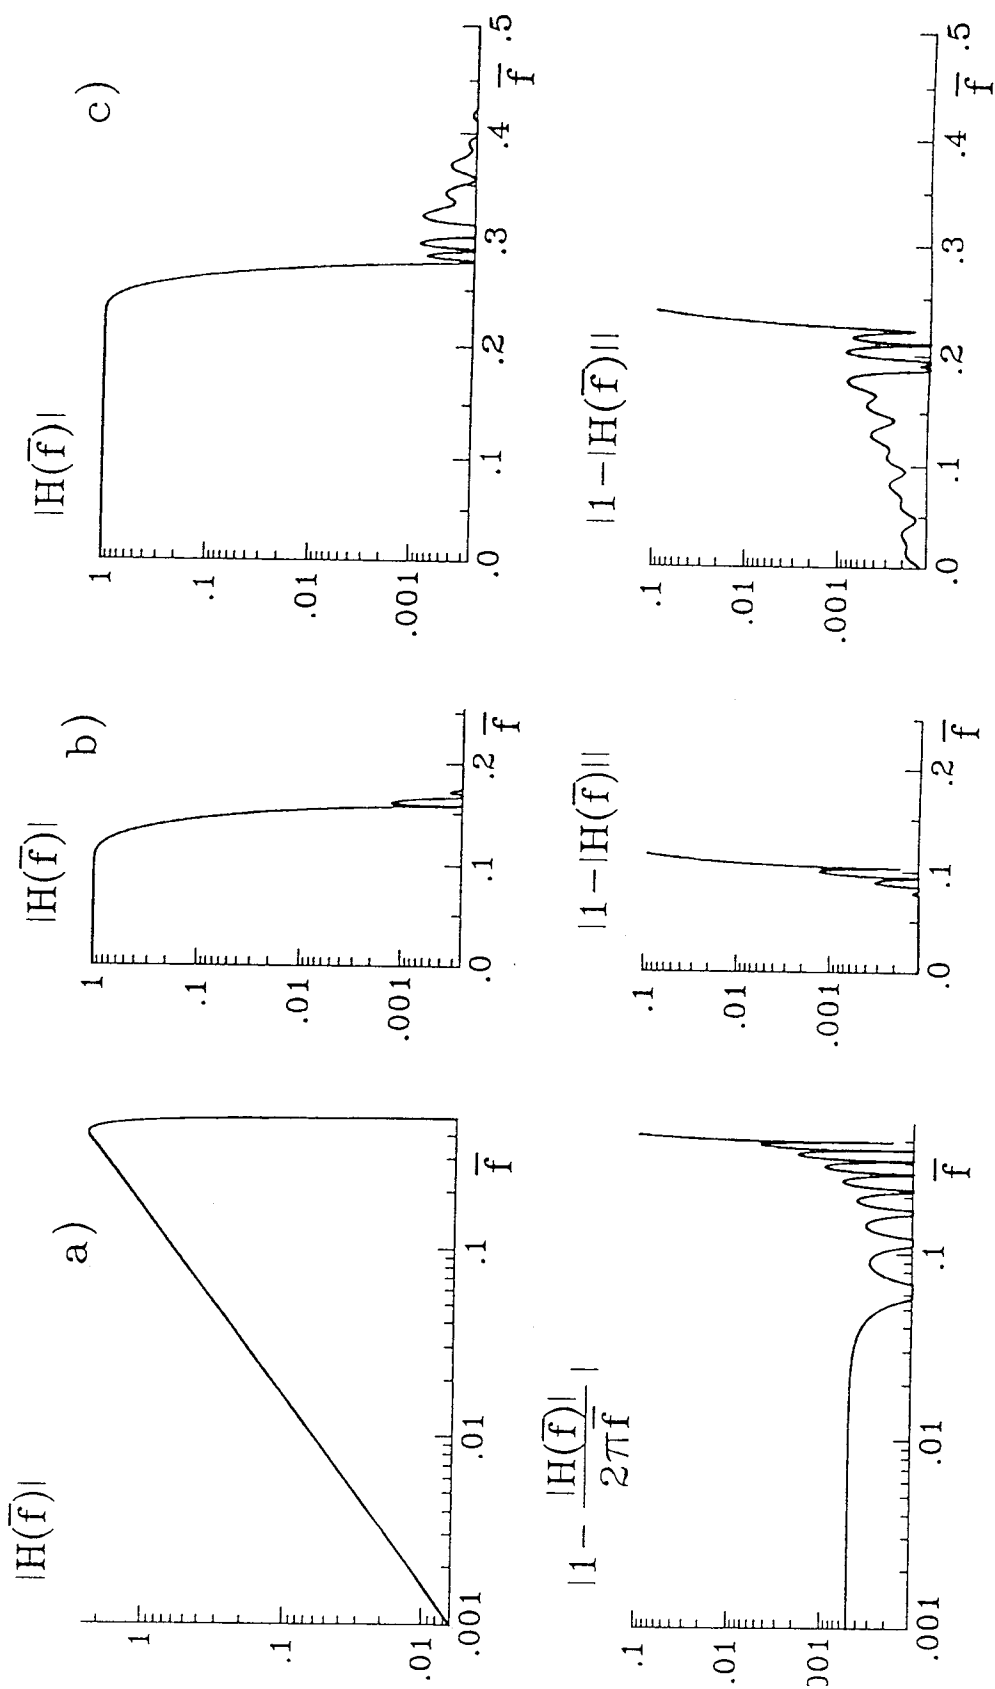 a)
|H(f̅)|
1
.1
.01
.001
.01
.1
f̅
|1-|H(f̅)|/2πf̅|
.1
.01
.001
.001
.01
.1
f̅
b)
|H(f̅)|
1
.1
.01
.001
.0
.1
.2
f̅
|1-|H(f̅)||
.1
.01
.001
.0
.1
.2
f̅
c)
|H(f̅)|
1
.1
.01
.001
.0
.1
.2
.3
.4
.5
f̅
|1-|H(f̅)||
.1
.01
.001
.0
.1
.2
.3
.4
.5
f̅